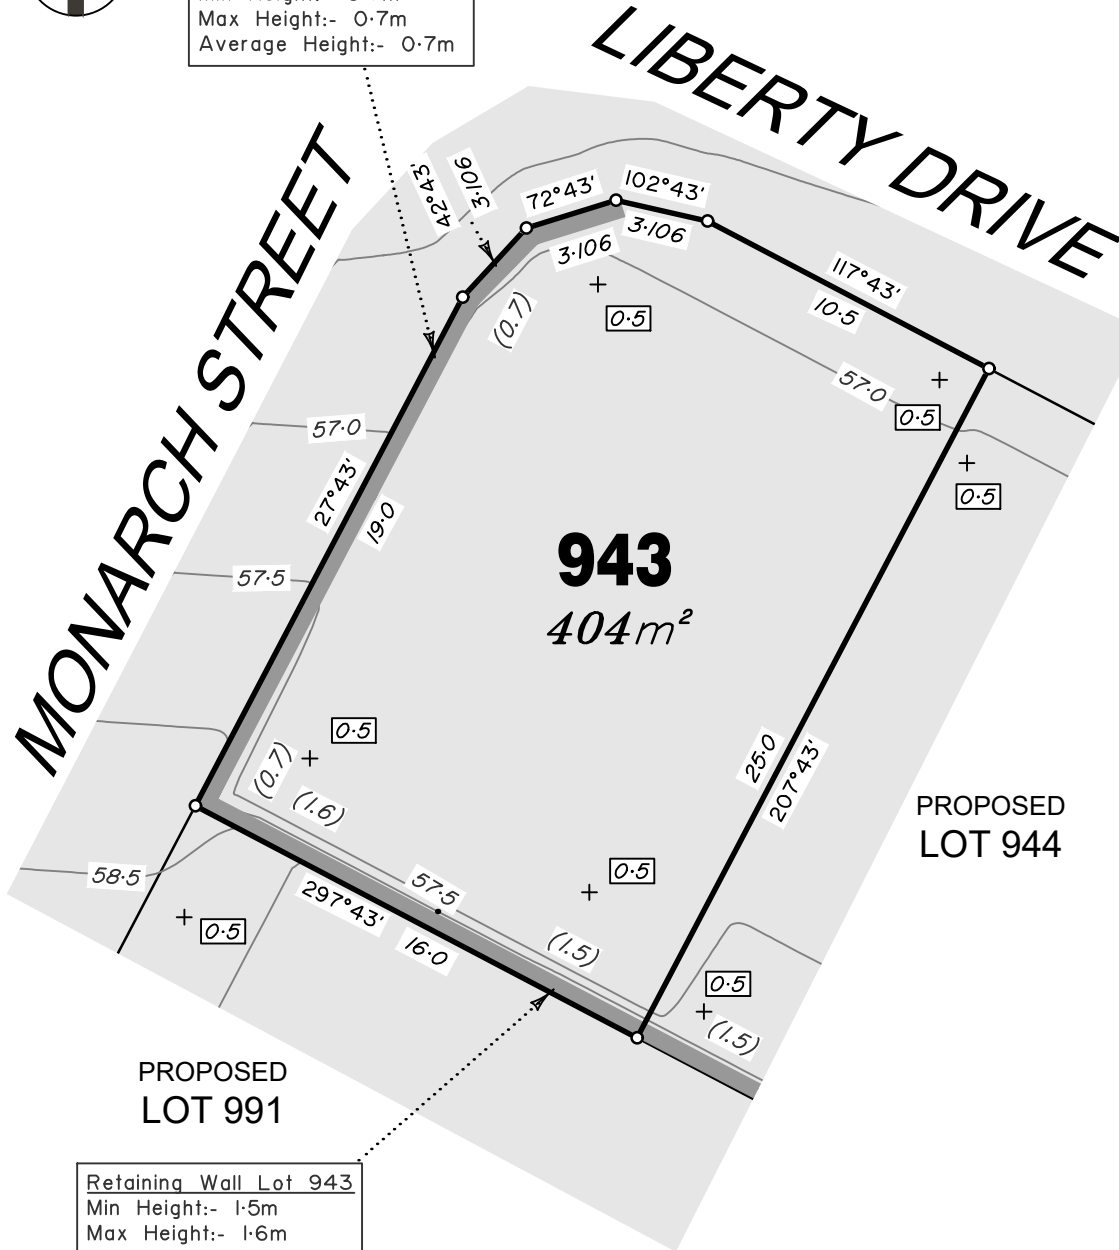 Max Height:- 0·7m
Average Height:- 0·7m
LIBERTY DRIVE
MONARCH STREET
42°43'
3·106
72°43'
102°43'
3·106
3·106
117°43'
10·5
(0.7)
0·5
57·0
0·5
0·5
57·0
27°43'
19·0
57·5
943
404m²
0·5
(0.7)
(1.6)
25·0
207°43'
PROPOSED
LOT 944
58·5
57·5
0·5
297°43'
16·0
0·5
(1.5)
0·5
(1.5)
PROPOSED
LOT 991
Retaining Wall Lot 943
Min Height:- 1·5m
Max Height:- 1·6m